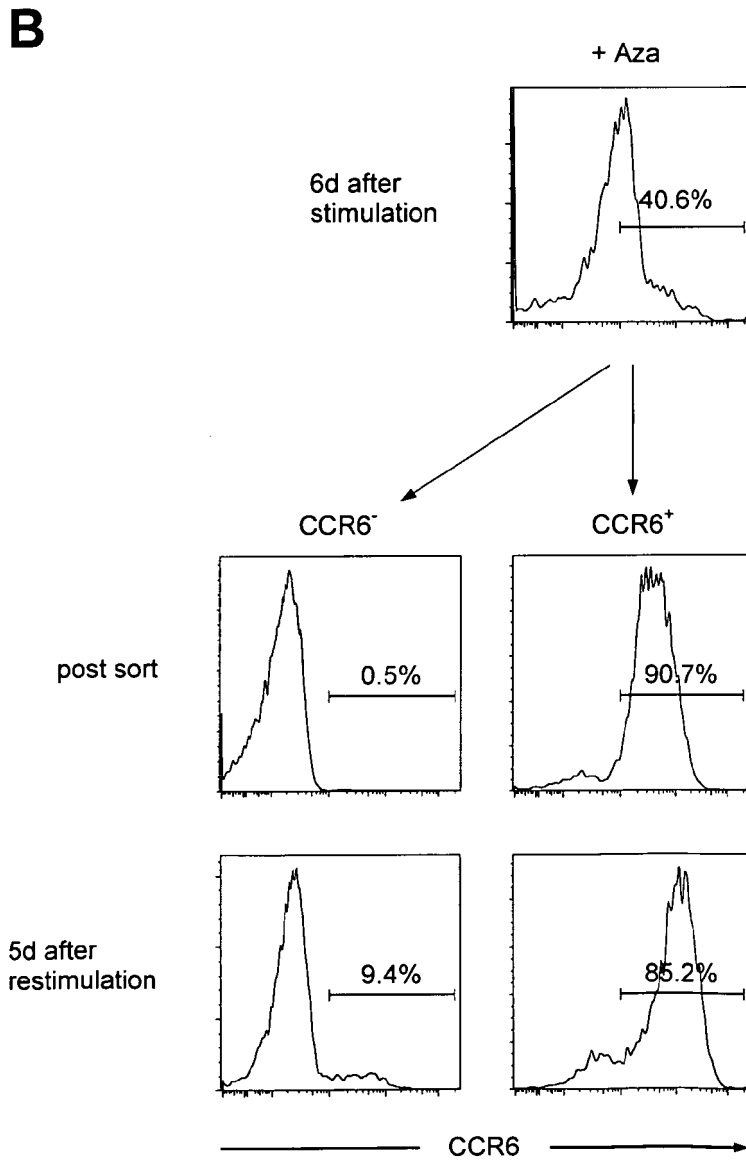 B
+ Aza
6d after
stimulation
40.6%
CCR6⁻
CCR6⁺
post sort
0.5%
90.7%
5d after
restimulation
9.4%
85.2%
CCR6